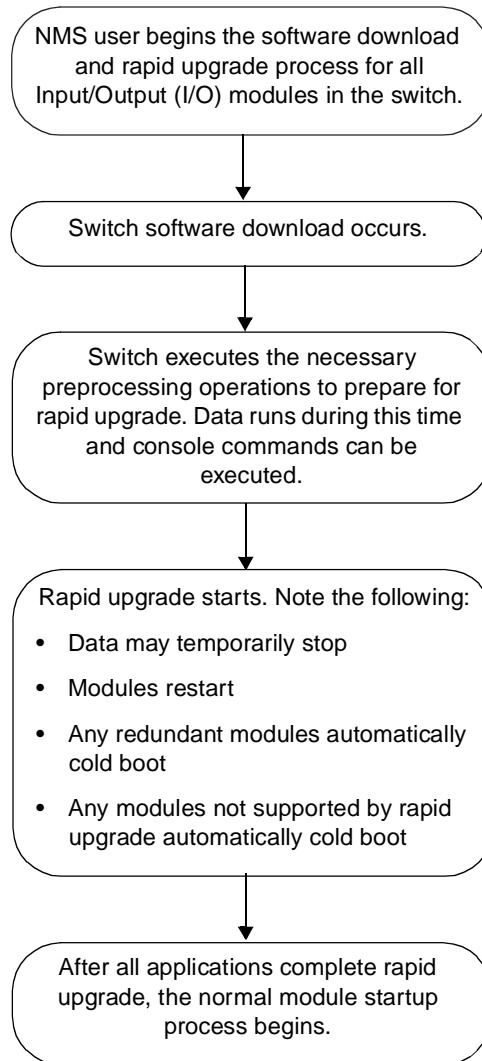 NMS user begins the software download
and rapid upgrade process for all
Input/Output (I/O) modules in the switch.
Switch software download occurs.
Switch executes the necessary
preprocessing operations to prepare for
rapid upgrade. Data runs during this time
and console commands can be
executed.
Rapid upgrade starts. Note the following:
• Data may temporarily stop
• Modules restart
• Any redundant modules automatically
cold boot
• Any modules not supported by rapid
upgrade automatically cold boot
After all applications complete rapid
upgrade, the normal module startup
process begins.